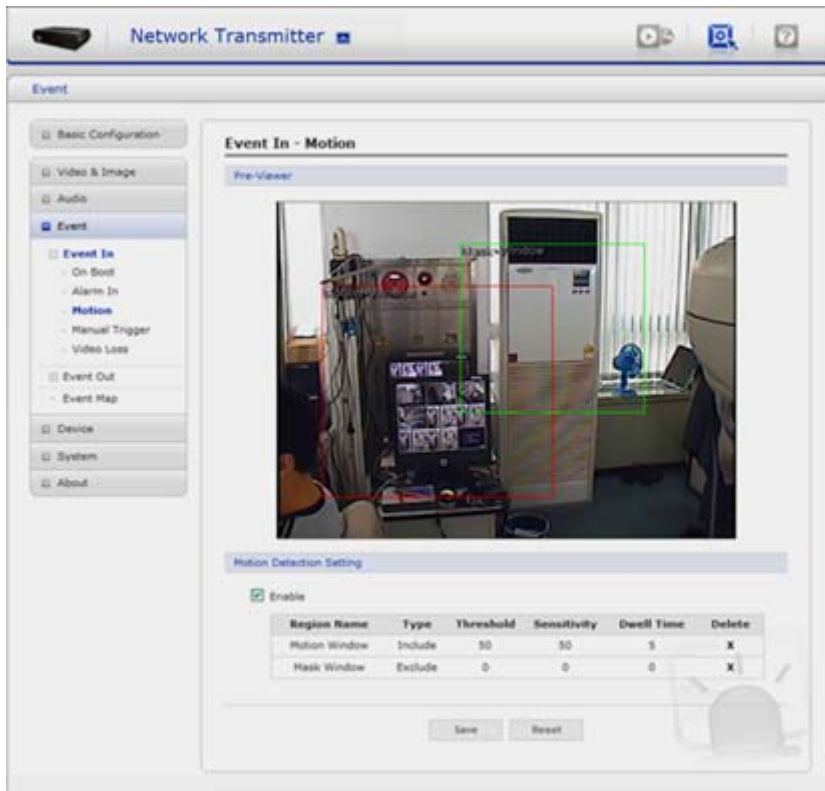 Network Transmitter
Event
Basic Configuration
Video & Image
Audio
Event
Event In
On Boot
Alarm In
Motion
Manual Trigger
Video Loss
Event Out
Event Map
Device
System
About
Event In - Motion
Pre-Viewer
Mask Window
Motion Detection Setting
Enable
Region Name Type Threshold Sensitivity Dwell Time Delete
Motion Window Include 50 50 5 X
Mask Window Exclude 0 0 0 X
Save Reset